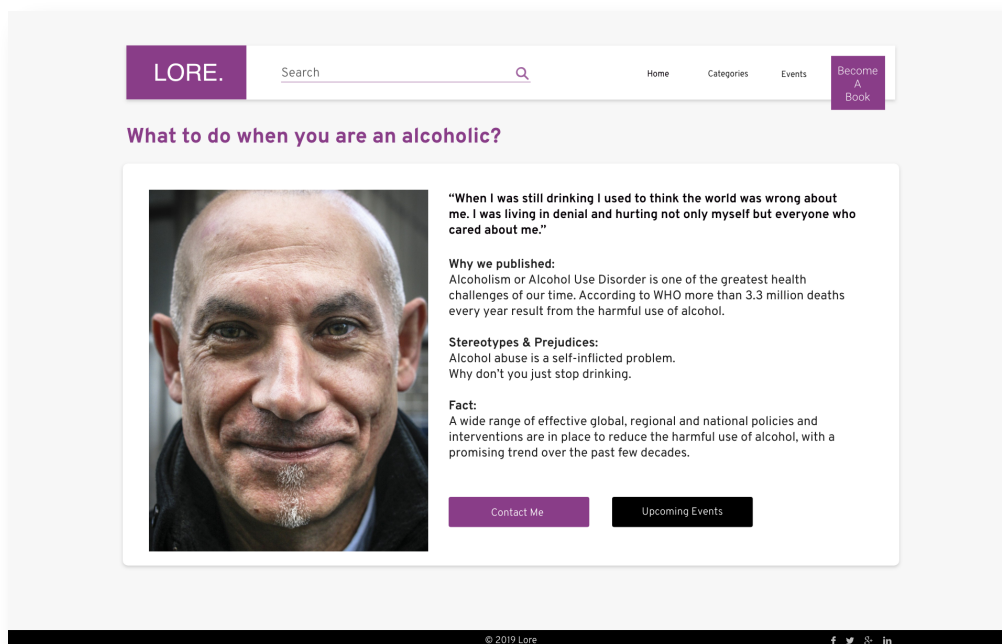 LORE.
Search
Home
Categories
Events
Become
A
Book
What to do when you are an alcoholic?
“When I was still drinking I used to think the world was wrong about
me. I was living in denial and hurting not only myself but everyone who
cared about me.”
Why we published:
Alcoholism or Alcohol Use Disorder is one of the greatest health
challenges of our time. According to WHO more than 3.3 million deaths
every year result from the harmful use of alcohol.
Stereotypes & Prejudices:
Alcohol abuse is a self-inflicted problem.
Why don’t you just stop drinking.
Fact:
A wide range of effective global, regional and national policies and
interventions are in place to reduce the harmful use of alcohol, with a
promising trend over the past few decades.
Contact Me
Upcoming Events
© 2019 Lore